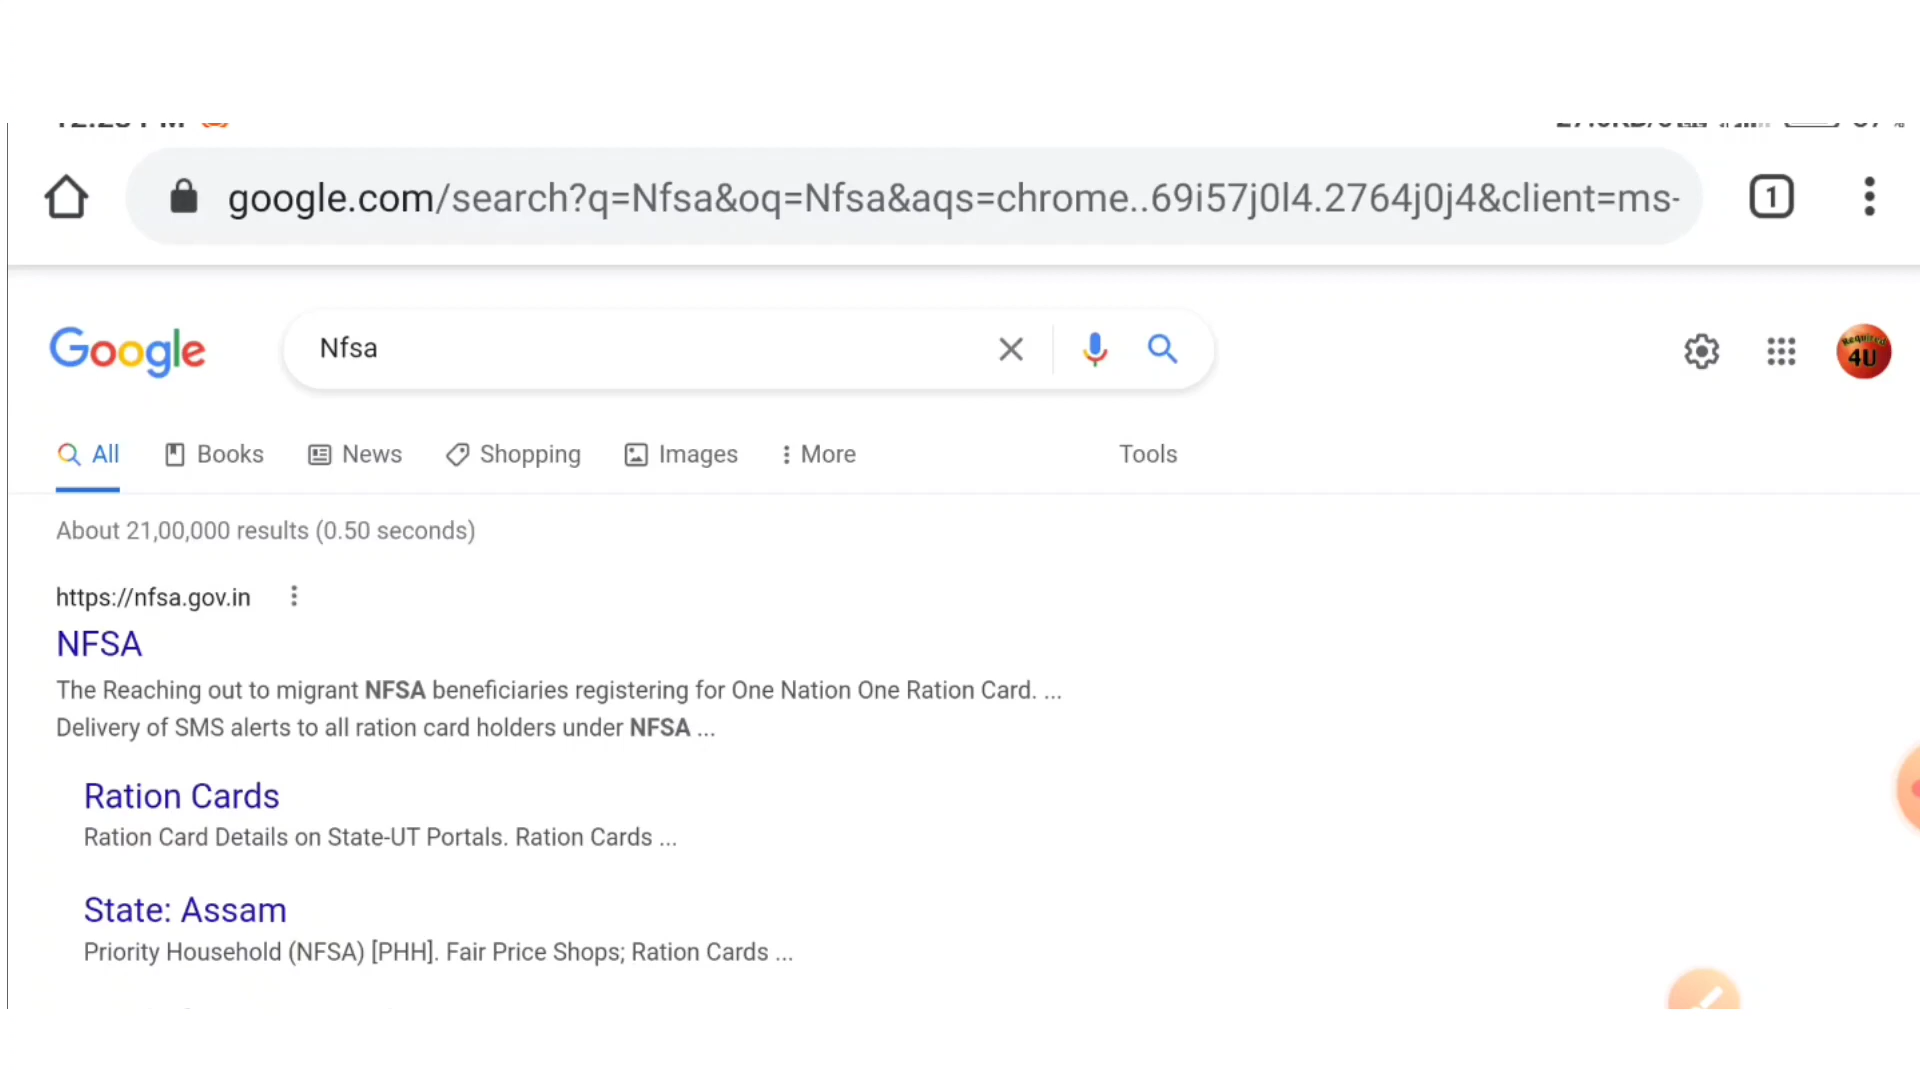 google.com/search?q=Nfsa&oq=Nfsa&aqs=chrome..69i57j0l4.2764j0j4&client=ms-
1
Google
Nfsa
Required
4U
All
Books
News
Shopping
Images
More
Tools
About 21,00,000 results (0.50 seconds)
https://nfsa.gov.in
NFSA
The Reaching out to migrant NFSA beneficiaries registering for One Nation One Ration Card. ...
Delivery of SMS alerts to all ration card holders under NFSA ...
Ration Cards
Ration Card Details on State-UT Portals. Ration Cards ...
State: Assam
Priority Household (NFSA) [PHH]. Fair Price Shops; Ration Cards ...